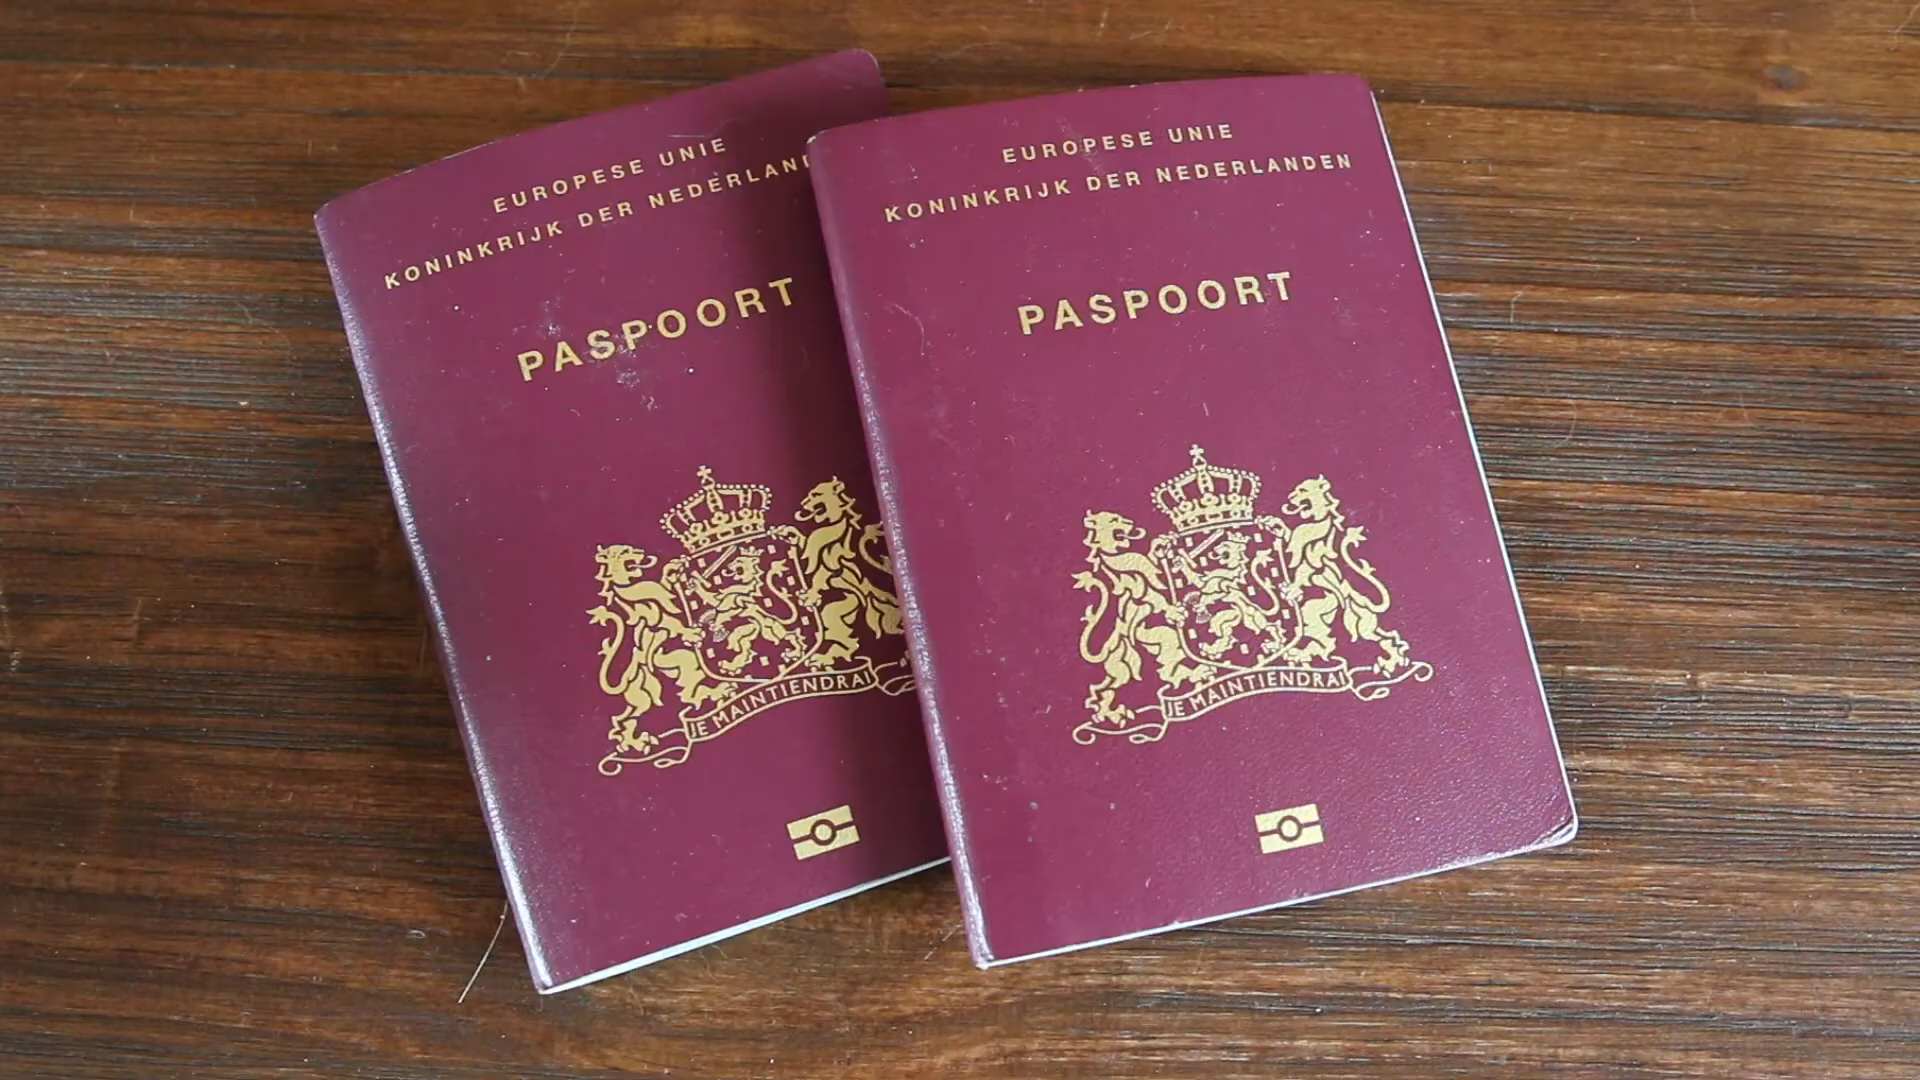 EUROPESE UNIE
KONINKRIJK DER NEDERLAND
PASPOORT
JE MAINTIENDRAI
EUROPESE UNIE
KONINKRIJK DER NEDERLANDEN
PASPOORT
JE MAINTIENDRAI